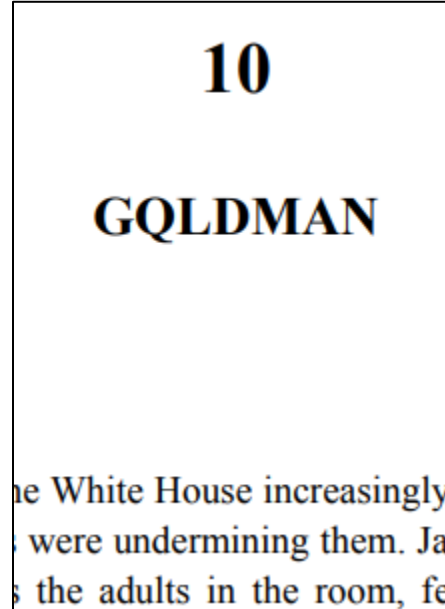 10
GQLDMAN
he White House increasingly
s were undermining them. Ja
s the adults in the room, fe